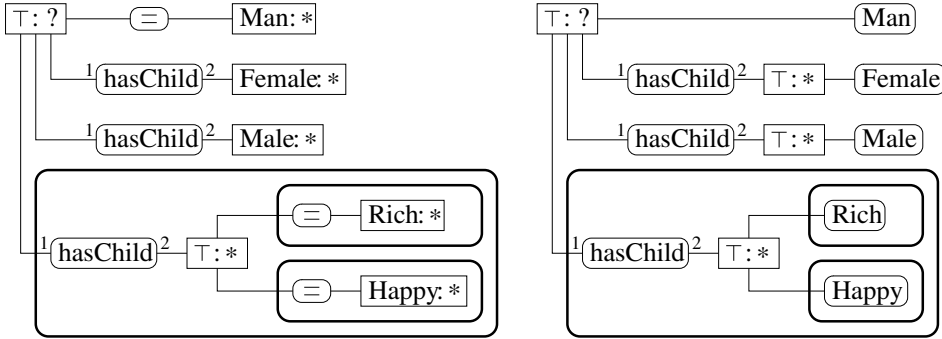 ⊤: ? = Man: * ⊤: ? Man
1 hasChild 2 Female: * 1 hasChild 2 ⊤: * Female
1 hasChild 2 Male: * 1 hasChild 2 ⊤: * Male
= Rich: * Rich
1 hasChild 2 ⊤: * 1 hasChild 2 ⊤: *
= Happy: * Happy